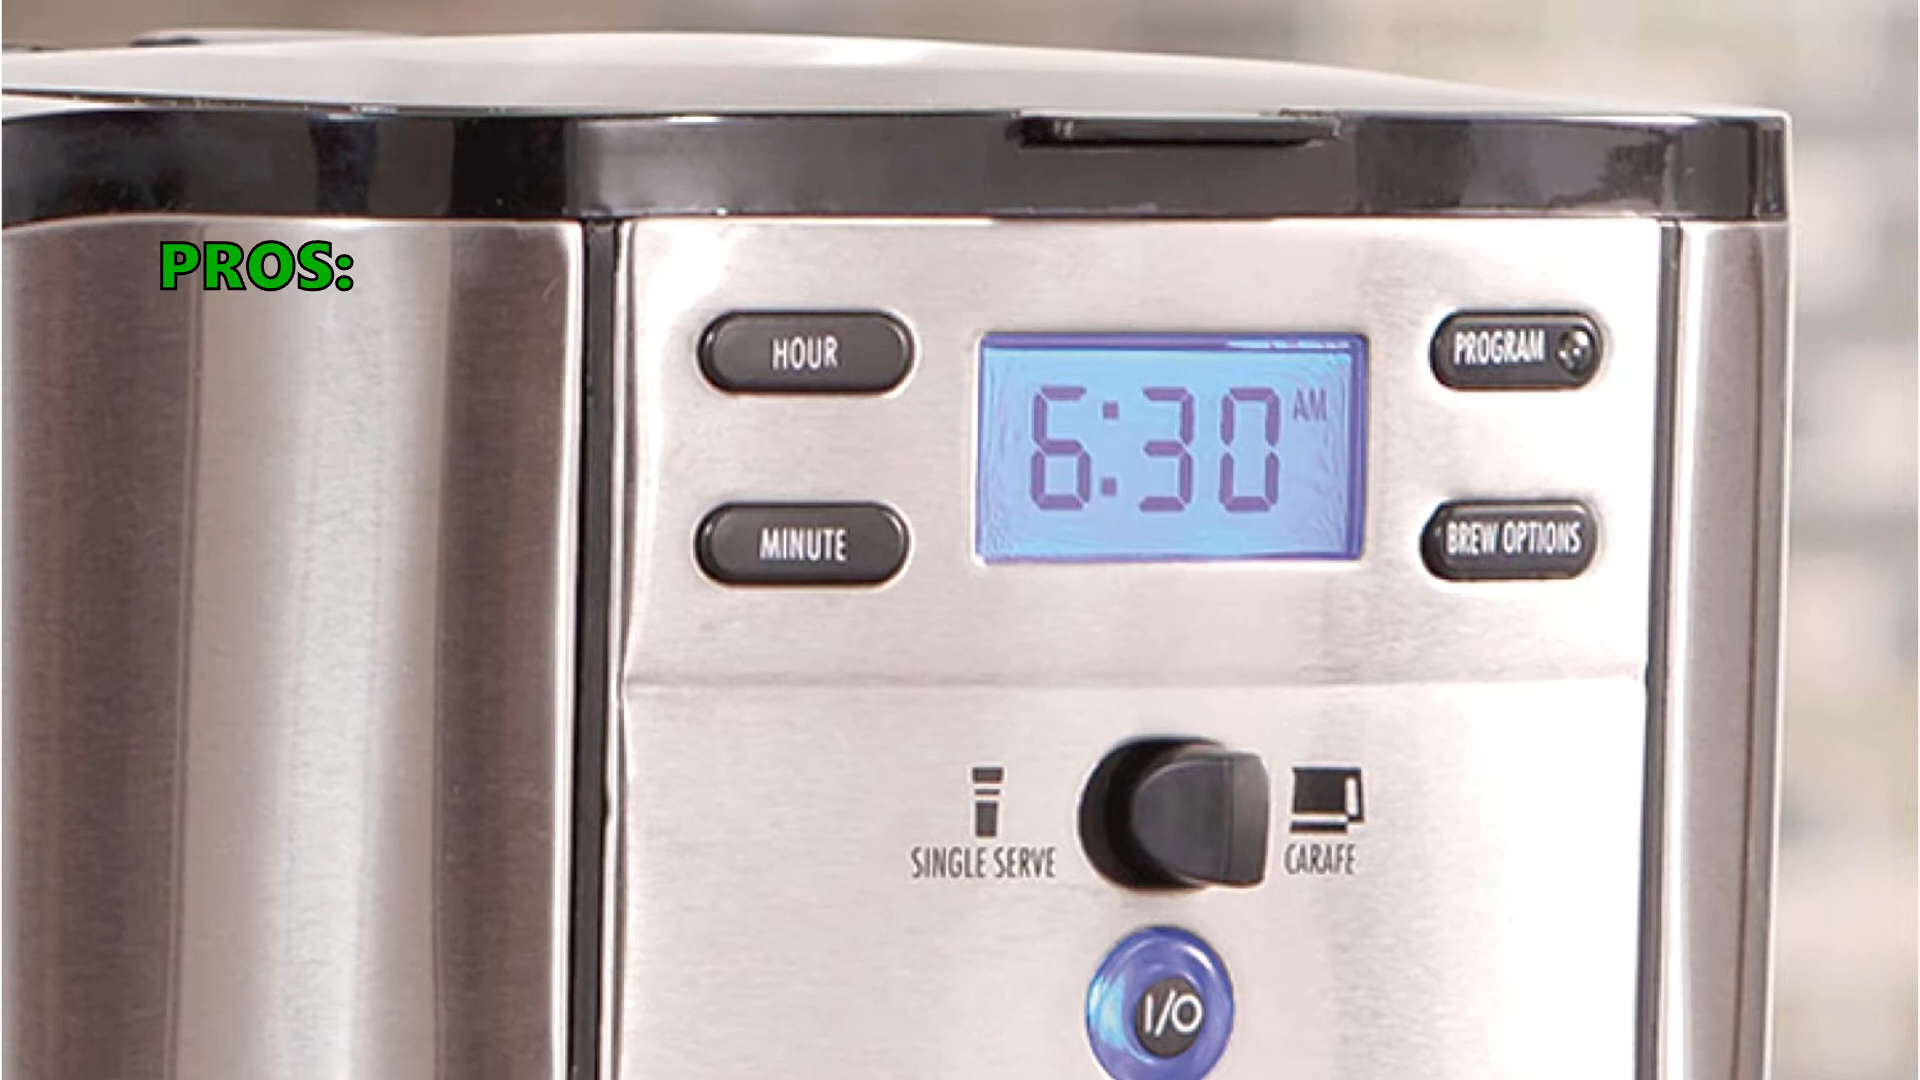 PROS:
HOUR
PROGRAM
6:30 AM
MINUTE
BREW OPTIONS
SINGLE SERVE
CARAFE
I/O